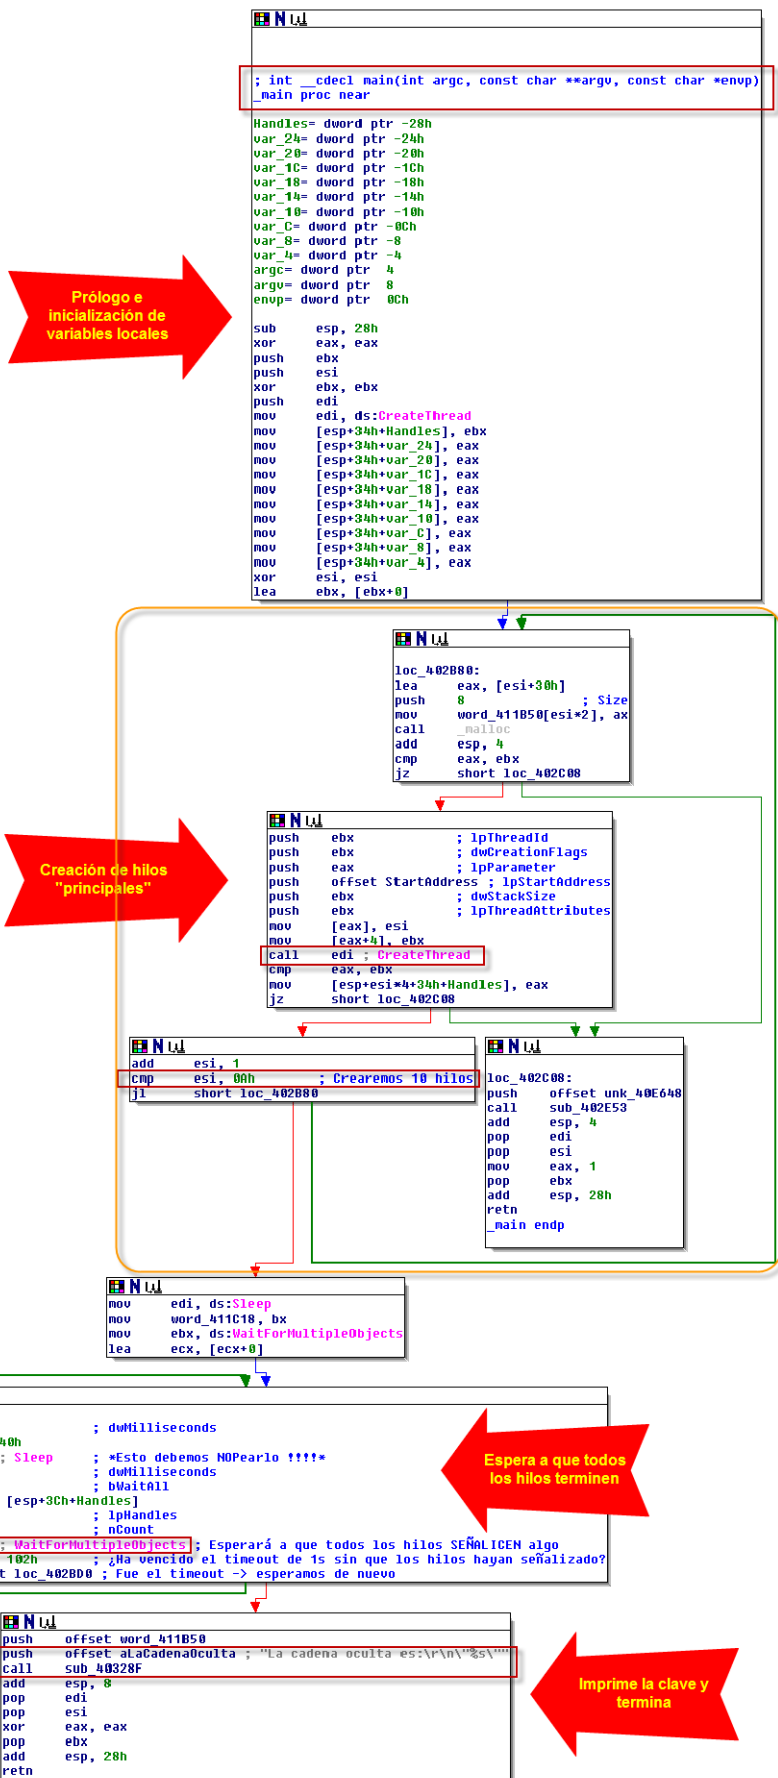 ; int __cdecl main(int argc, const char **argv, const char *envp)
_main proc near
Handles= dword ptr -28h
var_24= dword ptr -24h
var_20= dword ptr -20h
var_1C= dword ptr -1Ch
var_18= dword ptr -18h
var_14= dword ptr -14h
var_10= dword ptr -10h
var_C= dword ptr -0Ch
var_8= dword ptr -8
var_4= dword ptr -4
argc= dword ptr  4
argv= dword ptr  8
envp= dword ptr  0Ch
Prólogo e
inicialización de
variables locales
sub     esp, 28h
xor     eax, eax
push    ebx
push    esi
xor     ebx, ebx
push    edi
mov     edi, ds:CreateThread
mov     [esp+34h+Handles], ebx
mov     [esp+34h+var_24], eax
mov     [esp+34h+var_20], eax
mov     [esp+34h+var_1C], eax
mov     [esp+34h+var_18], eax
mov     [esp+34h+var_14], eax
mov     [esp+34h+var_10], eax
mov     [esp+34h+var_C], eax
mov     [esp+34h+var_8], eax
mov     [esp+34h+var_4], eax
xor     esi, esi
lea     ebx, [ebx+0]
loc_402B80:
lea     eax, [esi+30h]
push    8               ; Size
mov     word_411B50[esi*2], ax
call    _malloc
add     esp, 4
cmp     eax, ebx
jz      short loc_402C08
Creación de hilos
"principales"
push    ebx             ; lpThreadId
push    ebx             ; dwCreationFlags
push    eax             ; lpParameter
push    offset StartAddress ; lpStartAddress
push    ebx             ; dwStackSize
push    ebx             ; lpThreadAttributes
mov     [eax], esi
mov     [eax+4], ebx
call    edi ; CreateThread
cmp     eax, ebx
mov     [esp+esi*4+34h+Handles], eax
jz      short loc_402C08
add     esi, 1
cmp     esi, 0Ah        ; Crearemos 10 hilos
jl      short loc_402B80
loc_402C08:
push    offset unk_40E648
call    sub_402E53
add     esp, 4
pop     edi
pop     esi
mov     eax, 1
pop     ebx
add     esp, 28h
retn
_main endp
mov     edi, ds:Sleep
mov     word_411C18, bx
mov     ebx, ds:WaitForMultipleObjects
lea     ecx, [ecx+0]
; dwMilliseconds
40h
; Sleep     ; *Esto debemos NOPearlo !!!!*
; dwMilliseconds
; bWaitAll
[esp+3Ch+Handles]
; lpHandles
; nCount
; WaitForMultipleObjects ; Esperará a que todos los hilos SEÑALICEN algo
102h        ; ¿Ha vencido el timeout de 1s sin que los hilos hayan señalizado?
t loc_402BD0 ; Fue el timeout -> esperamos de nuevo
Espera a que todos
los hilos terminen
push    offset word_411B50
push    offset aLaCadenaOculta ; "La cadena oculta es:\r\n\"%s\""
call    sub_40328F
add     esp, 8
pop     edi
pop     esi
xor     eax, eax
pop     ebx
add     esp, 28h
retn
Imprime la clave y
termina